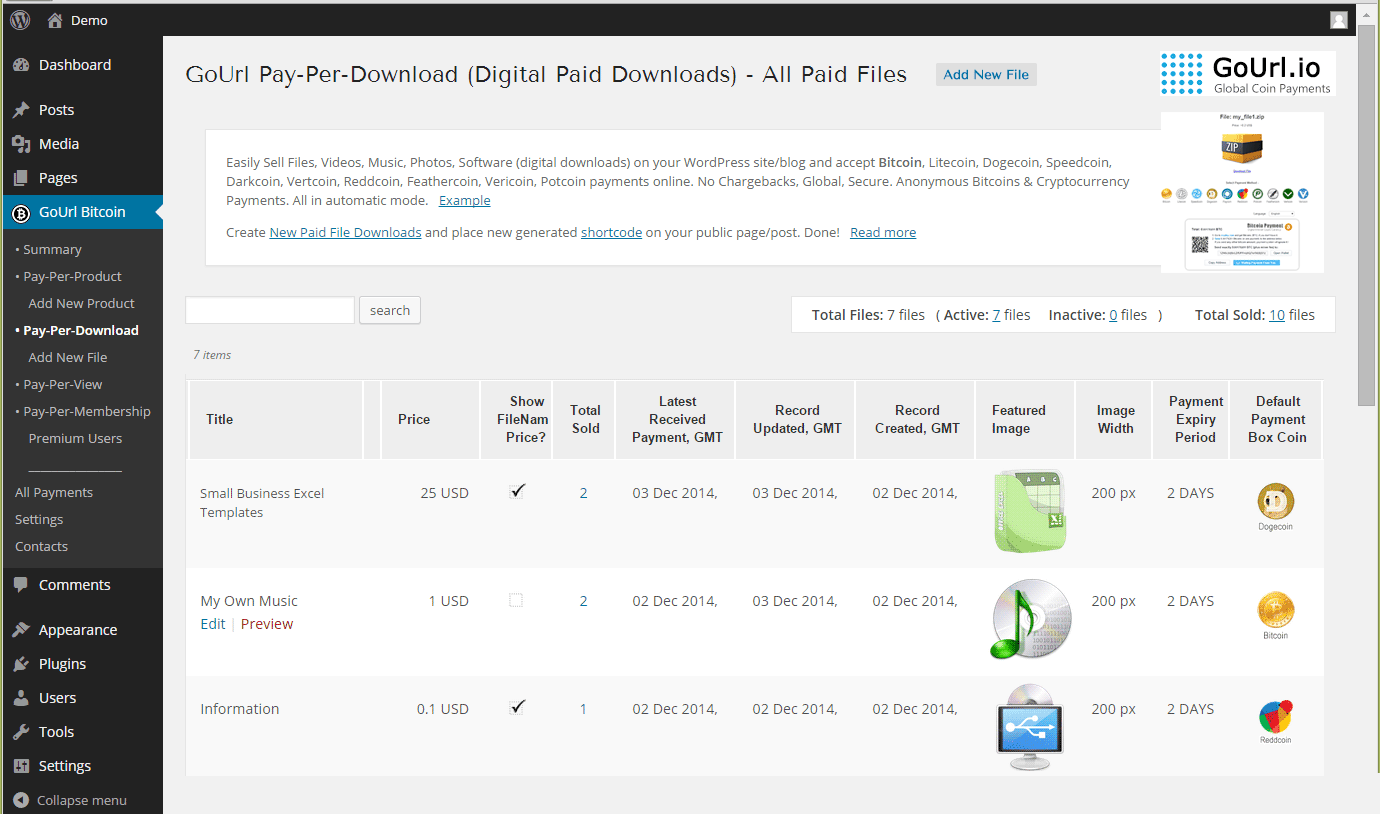 Demo
Dashboard
Posts
Media
Pages
GoUrl Bitcoin
• Summary
• Pay-Per-Product
Add New Product
• Pay-Per-Download
Add New File
• Pay-Per-View
• Pay-Per-Membership
Premium Users
All Payments
Settings
Contacts
Comments
Appearance
Plugins
Users
Tools
Settings
Collapse menu
GoUrl Pay-Per-Download (Digital Paid Downloads) - All Paid Files
Add New File
GoUrl.io
Global Coin Payments
File: my_file1.zip
ZIP
Bitcoin Payment
Easily Sell Files, Videos, Music, Photos, Software (digital downloads) on your WordPress site/blog and accept Bitcoin, Litecoin, Dogecoin, Speedcoin,
Darkcoin, Vertcoin, Reddcoin, Feathercoin, Vericoin, Potcoin payments online. No Chargebacks, Global, Secure. Anonymous Bitcoins & Cryptocurrency
Payments. All in automatic mode. Example
Create New Paid File Downloads and place new generated shortcode on your public page/post. Done! Read more
search
Total Files: 7 files ( Active: 7 files Inactive: 0 files ) Total Sold: 10 files
7 items
Title
Price
Show
FileNam
Price?
Total
Sold
Latest
Received
Payment, GMT
Record
Updated, GMT
Record
Created, GMT
Featured
Image
Image
Width
Payment
Expiry
Period
Default
Payment
Box Coin
Small Business Excel
Templates
25 USD
2
03 Dec 2014,
03 Dec 2014,
02 Dec 2014,
A B C
200 px
2 DAYS
Dogecoin
My Own Music
Edit | Preview
1 USD
2
02 Dec 2014,
03 Dec 2014,
02 Dec 2014,
200 px
2 DAYS
Bitcoin
Information
0.1 USD
1
02 Dec 2014,
02 Dec 2014,
02 Dec 2014,
200 px
2 DAYS
Reddcoin